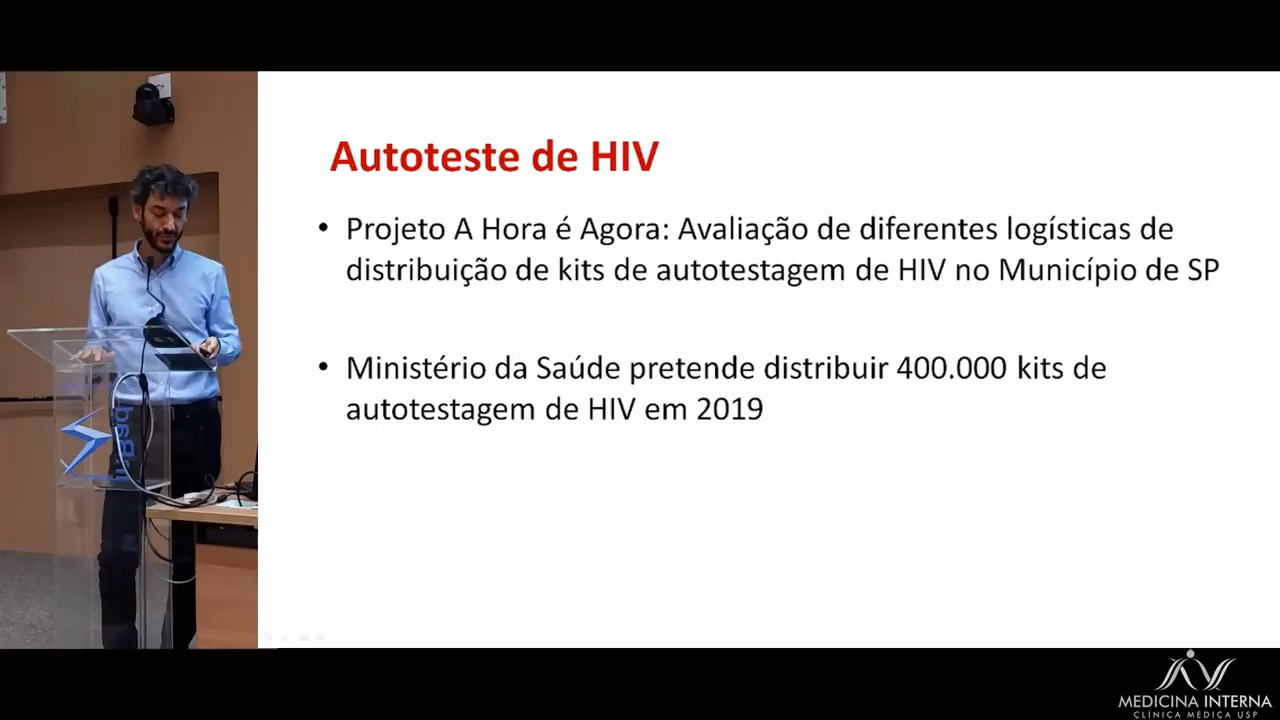 Autoteste de HIV
• Projeto A Hora é Agora: Avaliação de diferentes logísticas de
distribuição de kits de autotestagem de HIV no Município de SP
• Ministério da Saúde pretende distribuir 400.000 kits de
autotestagem de HIV em 2019
MEDICINA INTERNA
CLÍNICA MÉDICA USP